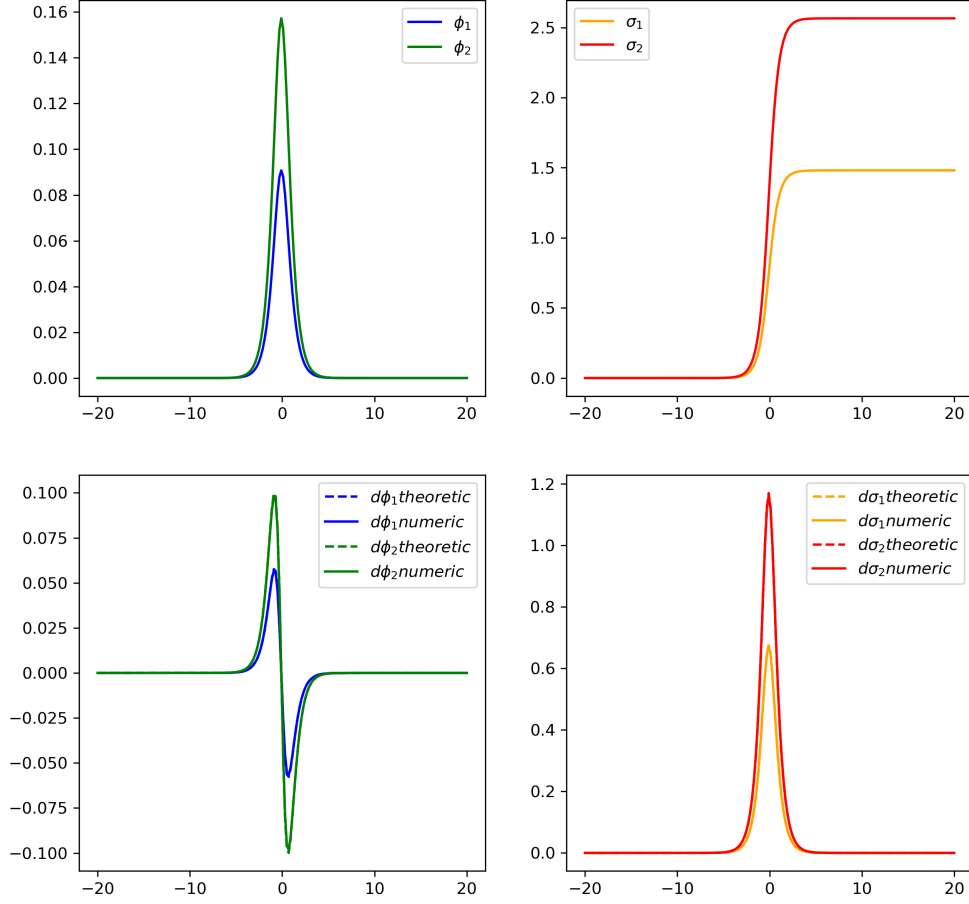 0.16
0.14
0.12
0.10
0.08
0.06
0.04
0.02
0.00
−20 −10 0 10 20
ϕ₁
ϕ₂
2.5
2.0
1.5
1.0
0.5
0.0
−20 −10 0 10 20
σ₁
σ₂
0.100
0.075
0.050
0.025
0.000
−0.025
−0.050
−0.075
−0.100
−20 −10 0 10 20
dϕ₁theoretic
dϕ₁numeric
dϕ₂theoretic
dϕ₂numeric
1.2
1.0
0.8
0.6
0.4
0.2
0.0
−20 −10 0 10 20
dσ₁theoretic
dσ₁numeric
dσ₂theoretic
dσ₂numeric